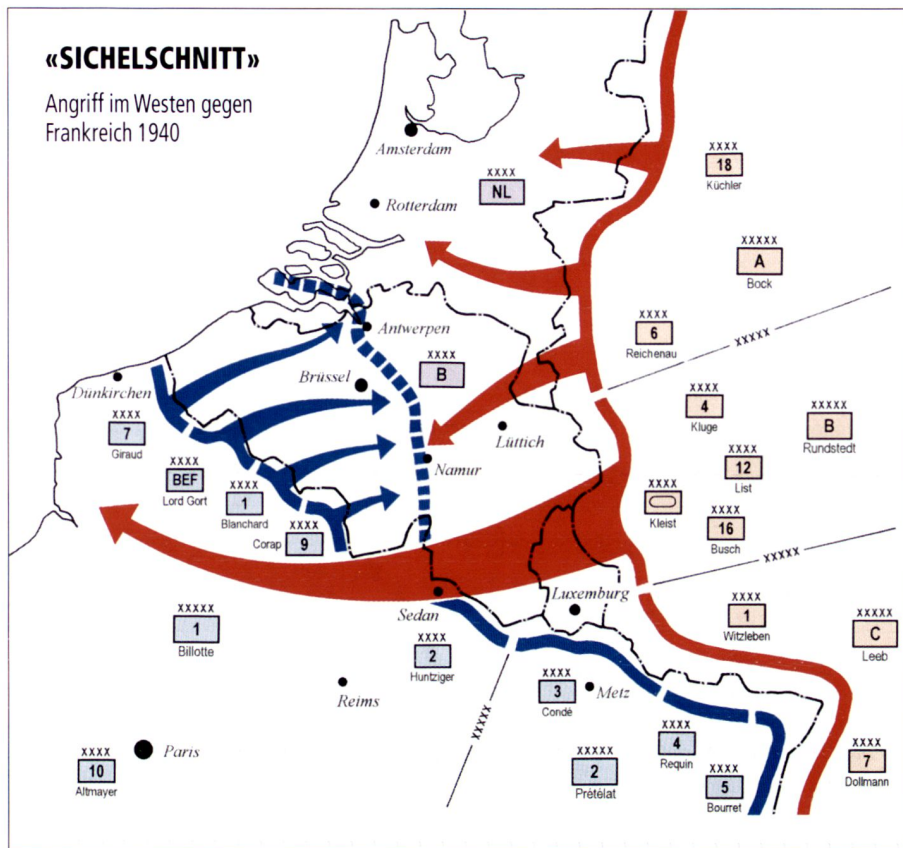 «SICHELSCHNITT»
Angriff im Westen gegen
Frankreich 1940
Amsterdam
XXXX
18
Küchler
XXXX
NL
Rotterdam
XXXXX
A
Bock
XXXX
6
Reichenau
XXXXX
Antwerpen
XXXX
B
Brüssel
Dünkirchen
XXXX
4
Kluge
XXXXX
B
Rundstedt
XXXX
7
Giraud
Lüttich
XXXX
12
List
Namur
XXXX
BEF
Lord Gort
XXXX
1
Blanchard
XXXX
Kleist
XXXX
16
Busch
XXXX
Corap
9
XXXXX
Sedan
Luxemburg
XXXX
1
Witzleben
XXXXX
1
Billotte
XXXXX
C
Leeb
XXXX
2
Huntziger
Reims
XXXX
3
Condé
Metz
XXXXX
Paris
XXXX
10
Altmayer
XXXXX
2
Prételat
XXXX
4
Requin
XXXX
5
Bourret
XXXX
7
Dollmann